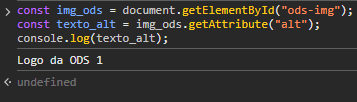 const img_ods = document.getElementById("ods-img");
const texto_alt = img_ods.getAttribute("alt");
console.log(texto_alt);
Logo da ODS 1
undefined